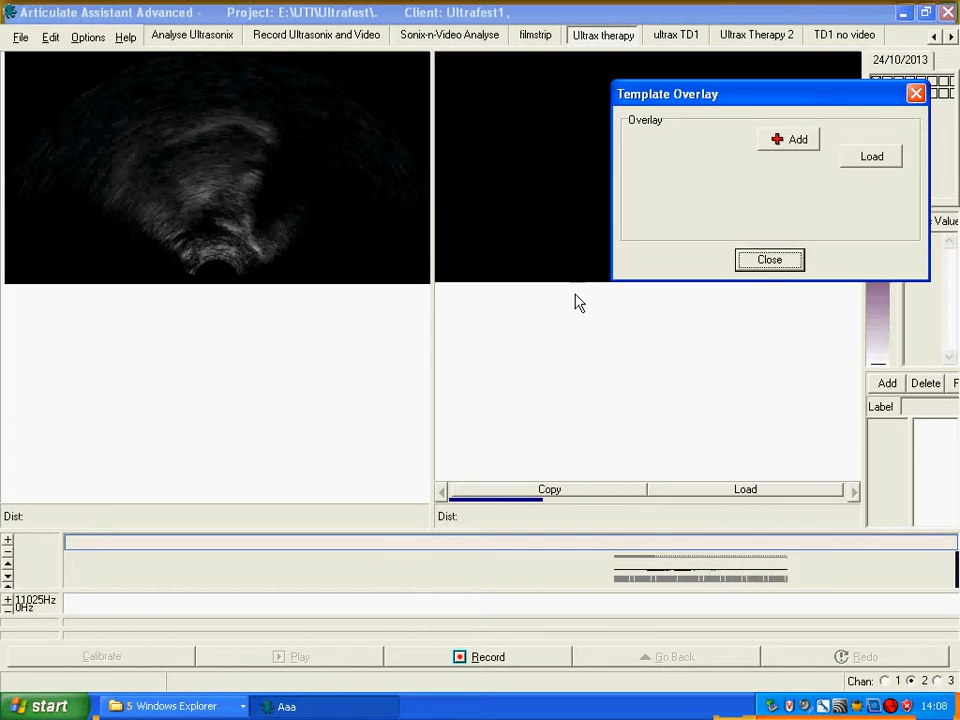 Articulate Assistant Advanced - Project: E:\UTI\Ultrafest\. Client: Ultrafest1,
File Edit Options Help Analyse Ultrasonix Record Ultrasonix and Video Sonix-n-Video Analyse filmstrip Ultrax therapy ultrax TD1 Ultrax Therapy 2 TD1 no video
24/10/2013
Template Overlay
Overlay
Add
Load
Value
Close
Add Delete F
Label
Copy Load
Dist: Dist:
11025Hz
0Hz
Calibrate Play Record Go Back Redo
Chan: 1 2 3
start 5 Windows Explorer Aaa 14:08